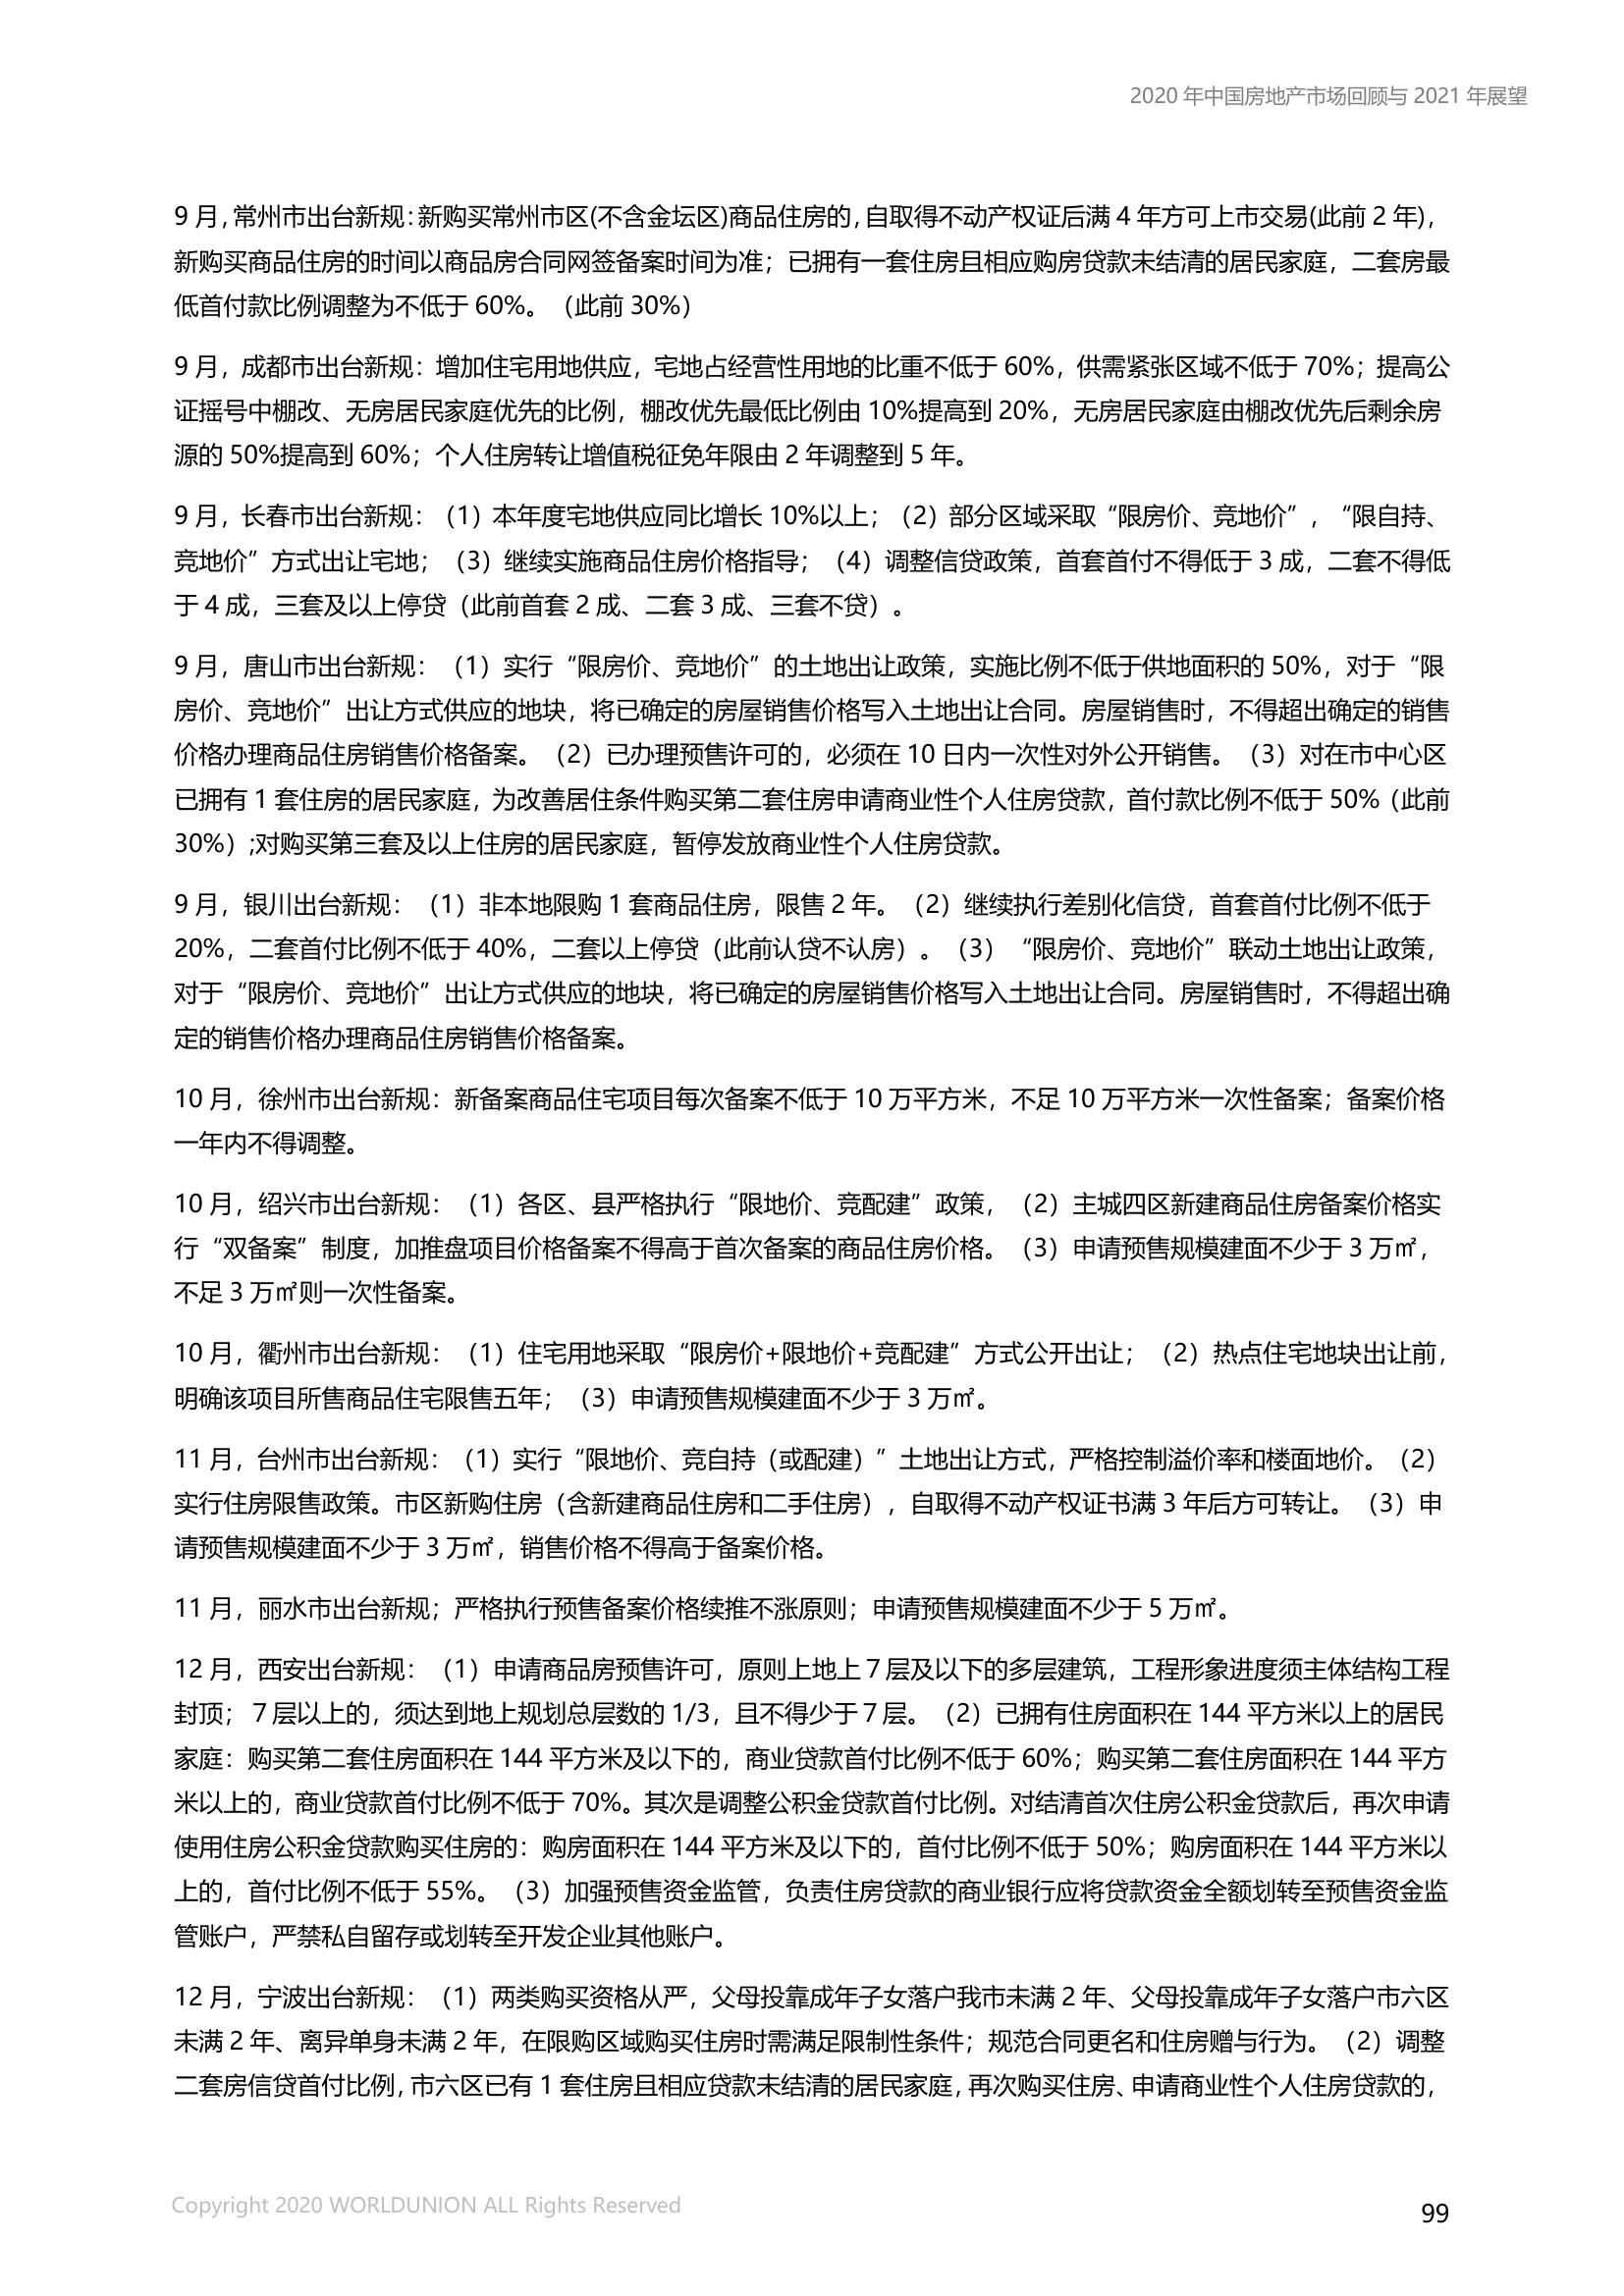 2020 年中国房地产市场回顾与 2021 年展望
9 月，常州市出台新规：新购买常州市区(不含金坛区)商品住房的，自取得不动产权证后满 4 年方可上市交易(此前 2 年)，
新购买商品住房的时间以商品房合同网签备案时间为准；已拥有一套住房且相应购房贷款未结清的居民家庭，二套房最
低首付款比例调整为不低于 60%。（此前 30%）
9 月，成都市出台新规：增加住宅用地供应，宅地占经营性用地的比重不低于 60%，供需紧张区域不低于 70%；提高公
证摇号中棚改、无房居民家庭优先的比例，棚改优先最低比例由 10%提高到 20%，无房居民家庭由棚改优先后剩余房
源的 50%提高到 60%；个人住房转让增值税征免年限由 2 年调整到 5 年。
9 月，长春市出台新规：（1）本年度宅地供应同比增长 10%以上；（2）部分区域采取“限房价、竞地价”，“限自持、
竞地价”方式出让宅地；（3）继续实施商品住房价格指导；（4）调整信贷政策，首套首付不得低于 3 成，二套不得低
于 4 成，三套及以上停贷（此前首套 2 成、二套 3 成、三套不贷）。
9 月，唐山市出台新规：（1）实行“限房价、竞地价”的土地出让政策，实施比例不低于供地面积的 50%，对于“限
房价、竞地价”出让方式供应的地块，将已确定的房屋销售价格写入土地出让合同。房屋销售时，不得超出确定的销售
价格办理商品住房销售价格备案。（2）已办理预售许可的，必须在 10 日内一次性对外公开销售。（3）对在市中心区
已拥有 1 套住房的居民家庭，为改善居住条件购买第二套住房申请商业性个人住房贷款，首付款比例不低于 50%（此前
30%）;对购买第三套及以上住房的居民家庭，暂停发放商业性个人住房贷款。
9 月，银川出台新规：（1）非本地限购 1 套商品住房，限售 2 年。（2）继续执行差别化信贷，首套首付比例不低于
20%，二套首付比例不低于 40%，二套以上停贷（此前认贷不认房）。（3）“限房价、竞地价”联动土地出让政策，
对于“限房价、竞地价”出让方式供应的地块，将已确定的房屋销售价格写入土地出让合同。房屋销售时，不得超出确
定的销售价格办理商品住房销售价格备案。
10 月，徐州市出台新规：新备案商品住宅项目每次备案不低于 10 万平方米，不足 10 万平方米一次性备案；备案价格
一年内不得调整。
10 月，绍兴市出台新规：（1）各区、县严格执行“限地价、竞配建”政策，（2）主城四区新建商品住房备案价格实
行“双备案”制度，加推盘项目价格备案不得高于首次备案的商品住房价格。（3）申请预售规模建面不少于 3 万㎡，
不足 3 万㎡则一次性备案。
10 月，衢州市出台新规：（1）住宅用地采取“限房价+限地价+竞配建”方式公开出让；（2）热点住宅地块出让前，
明确该项目所售商品住宅限售五年；（3）申请预售规模建面不少于 3 万㎡。
11 月，台州市出台新规：（1）实行“限地价、竞自持（或配建）”土地出让方式，严格控制溢价率和楼面地价。（2）
实行住房限售政策。市区新购住房（含新建商品住房和二手住房），自取得不动产权证书满 3 年后方可转让。（3）申
请预售规模建面不少于 3 万㎡，销售价格不得高于备案价格。
11 月，丽水市出台新规；严格执行预售备案价格续推不涨原则；申请预售规模建面不少于 5 万㎡。
12 月，西安出台新规：（1）申请商品房预售许可，原则上地上 7 层及以下的多层建筑，工程形象进度须主体结构工程
封顶； 7 层以上的，须达到地上规划总层数的 1/3，且不得少于 7 层。（2）已拥有住房面积在 144 平方米以上的居民
家庭：购买第二套住房面积在 144 平方米及以下的，商业贷款首付比例不低于 60%；购买第二套住房面积在 144 平方
米以上的，商业贷款首付比例不低于 70%。其次是调整公积金贷款首付比例。对结清首次住房公积金贷款后，再次申请
使用住房公积金贷款购买住房的：购房面积在 144 平方米及以下的，首付比例不低于 50%；购房面积在 144 平方米以
上的，首付比例不低于 55%。（3）加强预售资金监管，负责住房贷款的商业银行应将贷款资金全额划转至预售资金监
管账户，严禁私自留存或划转至开发企业其他账户。
12 月，宁波出台新规：（1）两类购买资格从严，父母投靠成年子女落户我市未满 2 年、父母投靠成年子女落户市六区
未满 2 年、离异单身未满 2 年，在限购区域购买住房时需满足限制性条件；规范合同更名和住房赠与行为。（2）调整
二套房信贷首付比例，市六区已有 1 套住房且相应贷款未结清的居民家庭，再次购买住房、申请商业性个人住房贷款的，
Copyright 2020 WORLDUNION ALL Rights Reserved
99